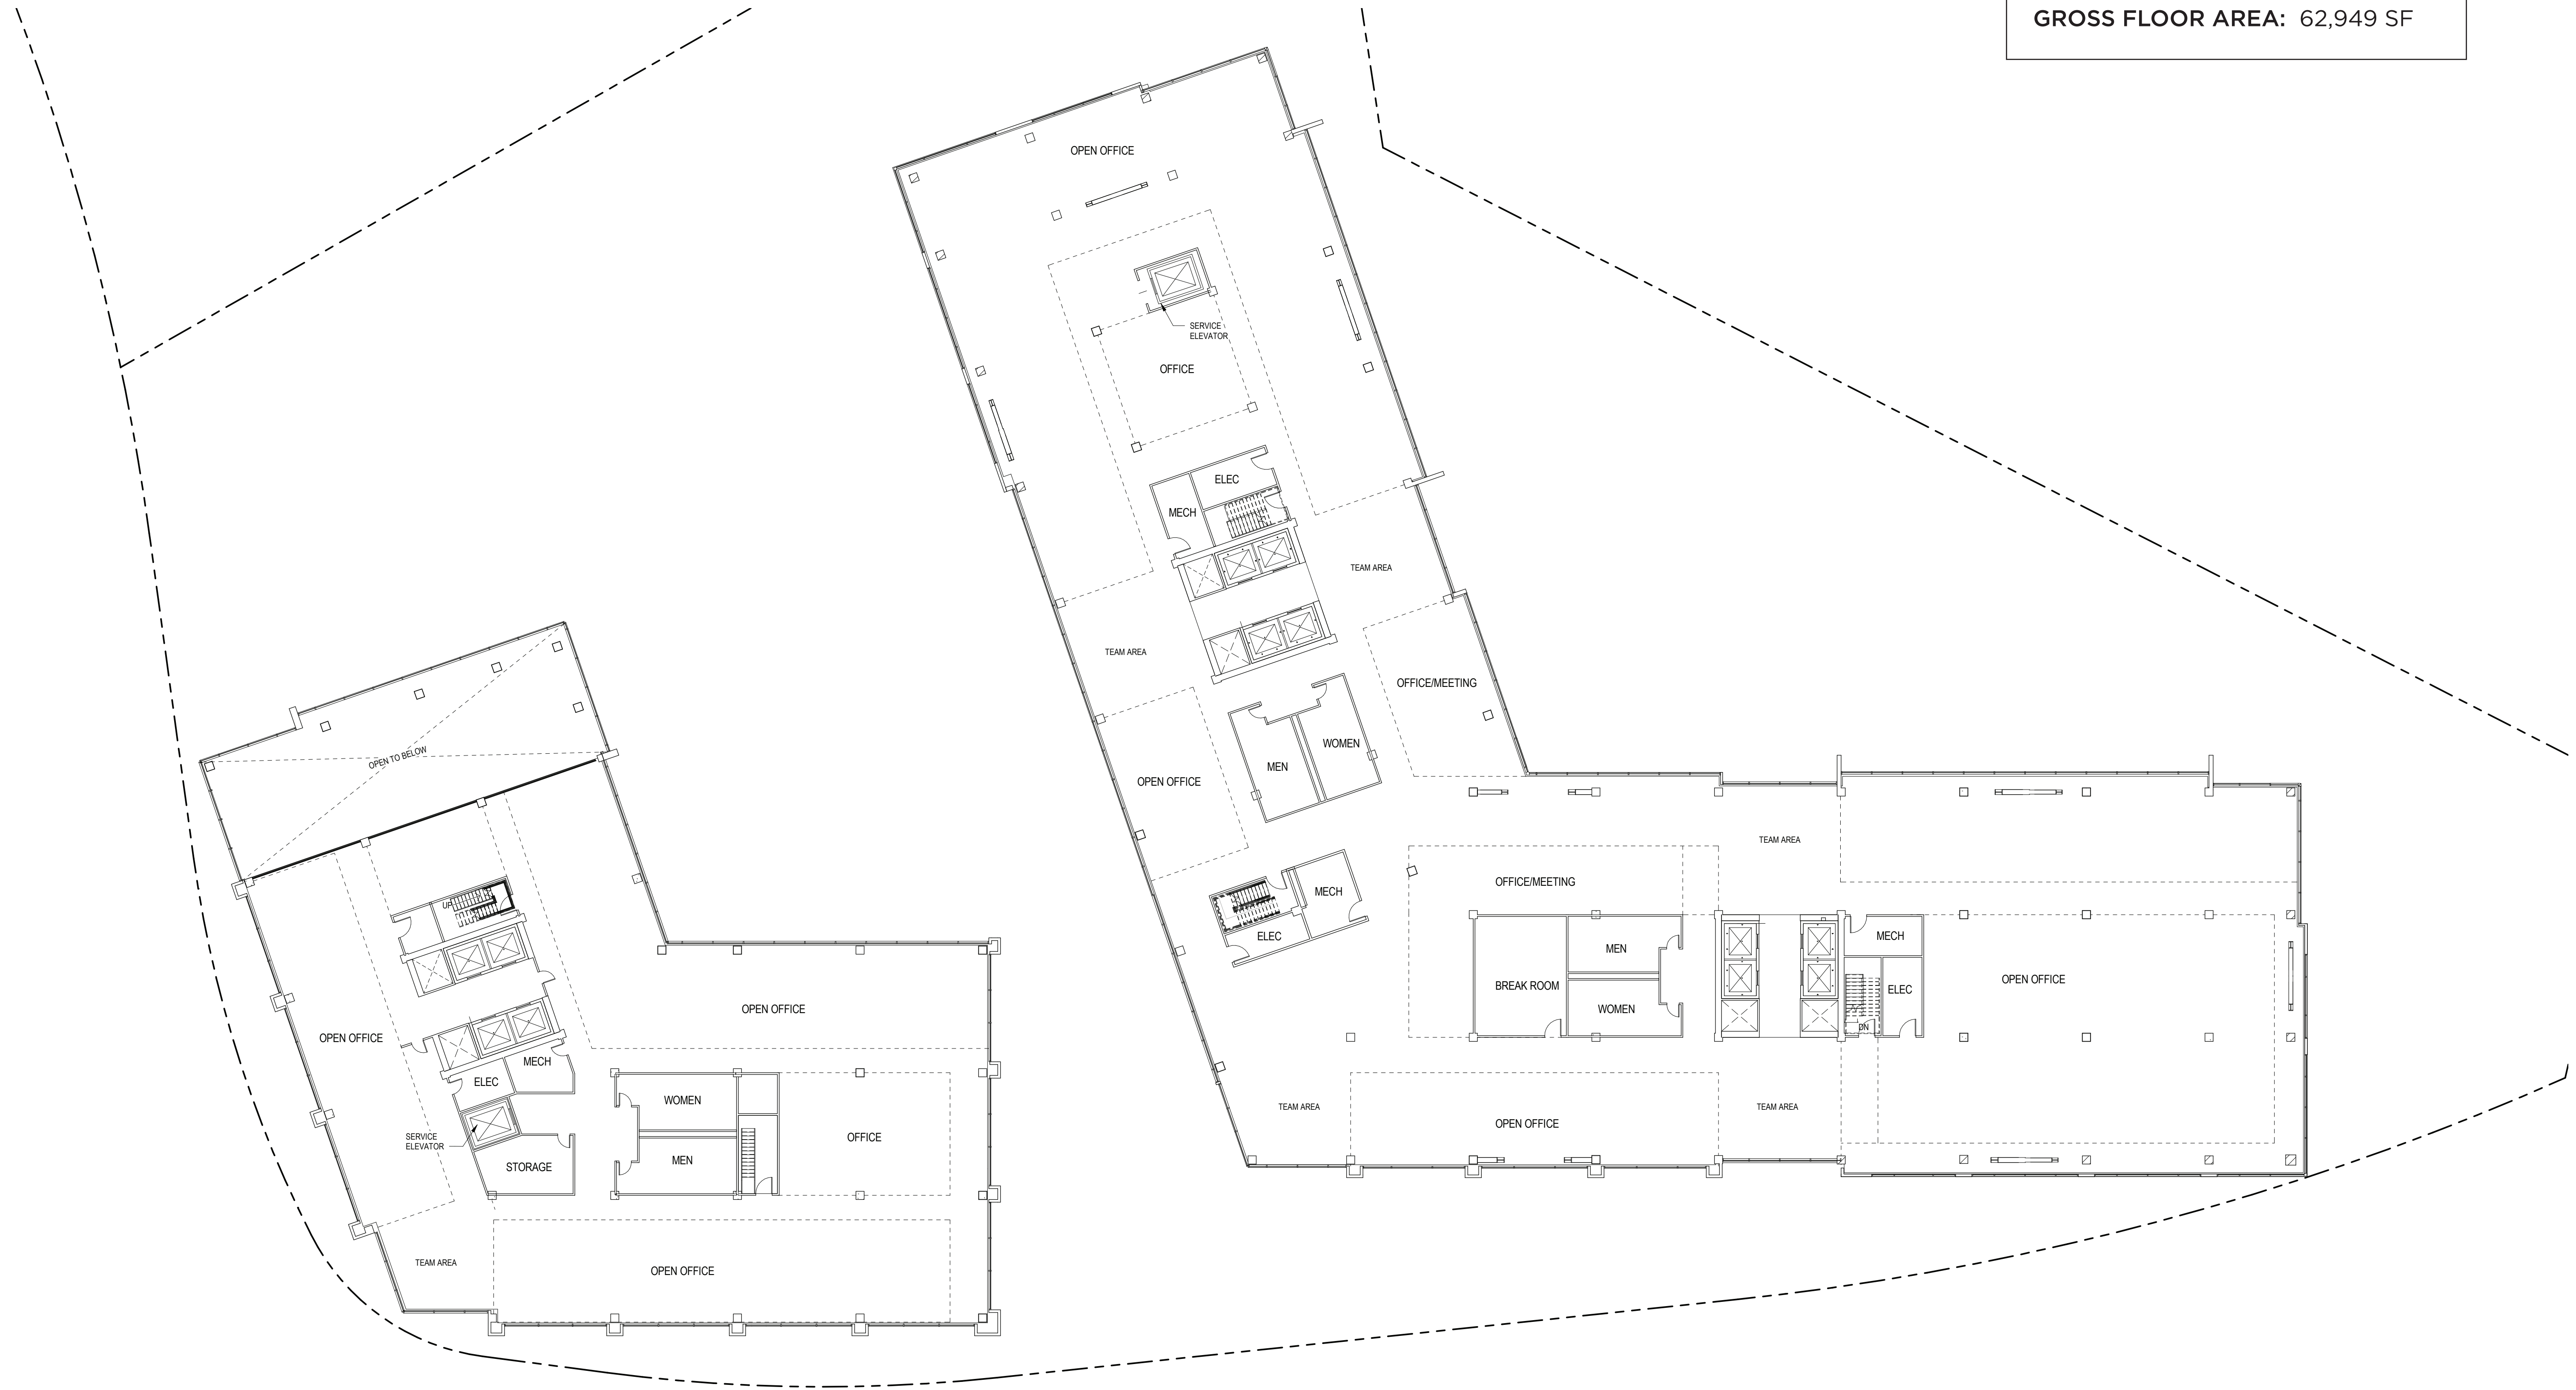 GROSS FLOOR AREA: 62,949 SF
OPEN OFFICE
SERVICE
ELEVATOR
OFFICE
ELEC
MECH
TEAM AREA
TEAM AREA
OFFICE/MEETING
WOMEN
MEN
OPEN OFFICE
OPEN TO BELOW
UP
OPEN OFFICE
OPEN OFFICE
MECH
ELEC
SERVICE
ELEVATOR
STORAGE
WOMEN
MEN
OFFICE
TEAM AREA
OPEN OFFICE
MECH
ELEC
TEAM AREA
OFFICE/MEETING
BREAK ROOM
MEN
WOMEN
MECH
ELEC
DN
OPEN OFFICE
TEAM AREA
OPEN OFFICE
TEAM AREA